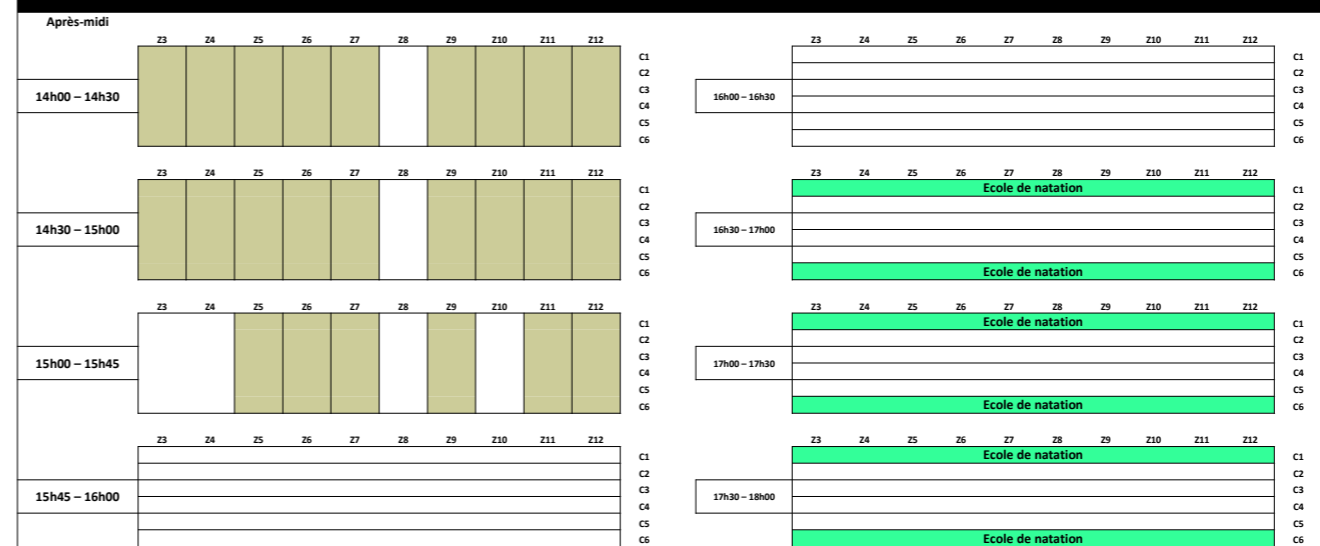 Après-midi
Z3 Z4 Z5 Z6 Z7 Z8 Z9 Z10 Z11 Z12
C1
C2
14h00 – 14h30 C3
C4
C5
C6
Z3 Z4 Z5 Z6 Z7 Z8 Z9 Z10 Z11 Z12
C1
C2
14h30 – 15h00 C3
C4
C5
C6
Z3 Z4 Z5 Z6 Z7 Z8 Z9 Z10 Z11 Z12
C1
C2
15h00 – 15h45 C3
C4
C5
C6
Z3 Z4 Z5 Z6 Z7 Z8 Z9 Z10 Z11 Z12
C1
C2
15h45 – 16h00 C3
C4
C5
C6
Z3 Z4 Z5 Z6 Z7 Z8 Z9 Z10 Z11 Z12
C1
C2
16h00 – 16h30 C3
C4
C5
C6
Z3 Z4 Z5 Z6 Z7 Z8 Z9 Z10 Z11 Z12
Ecole de natation C1
C2
16h30 – 17h00 C3
C4
C5
Ecole de natation C6
Z3 Z4 Z5 Z6 Z7 Z8 Z9 Z10 Z11 Z12
Ecole de natation C1
C2
17h00 – 17h30 C3
C4
C5
Ecole de natation C6
Z3 Z4 Z5 Z6 Z7 Z8 Z9 Z10 Z11 Z12
Ecole de natation C1
C2
17h30 – 18h00 C3
C4
C5
Ecole de natation C6